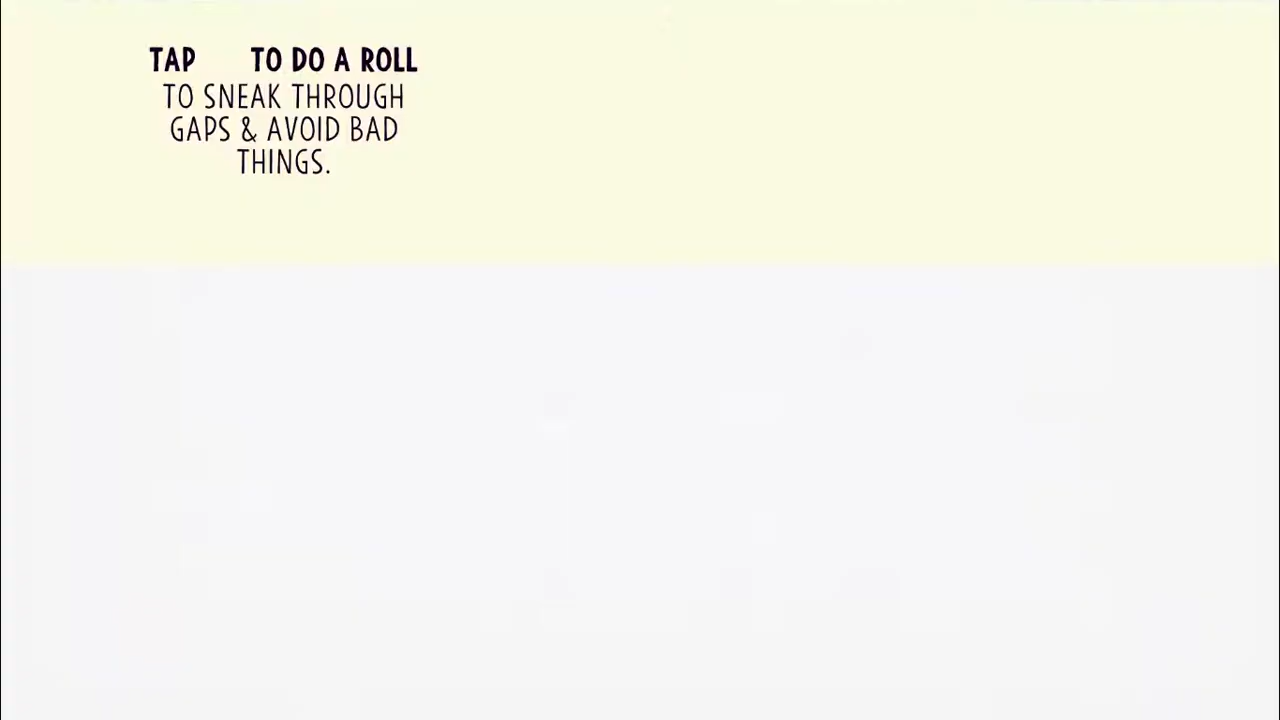 TAP TO DO A ROLL
TO SNEAK THROUGH
GAPS & AVOID BAD
THINGS.